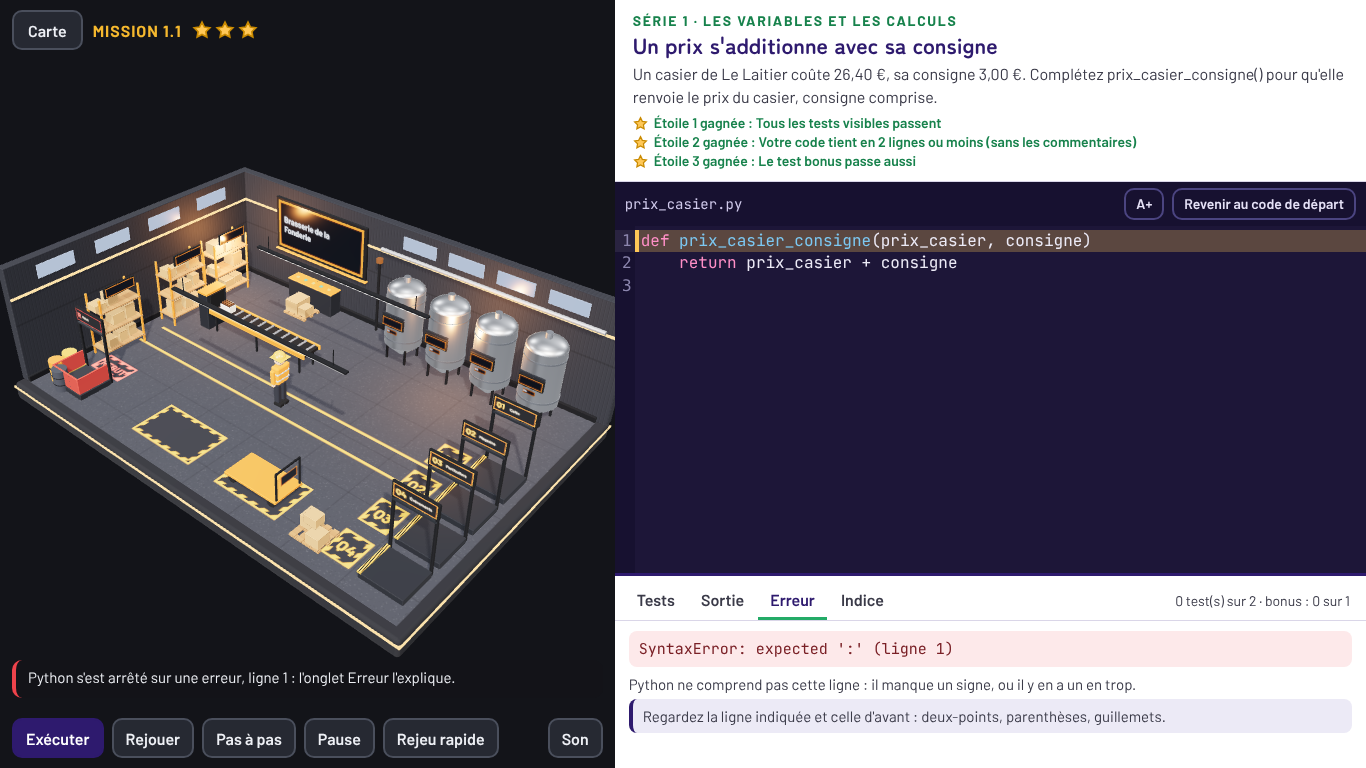 Carte
MISSION 1.1
Brasserie de la
Fonderie
01
02
03
04
02
03
04
Python s'est arrêté sur une erreur, ligne 1 : l'onglet Erreur l'explique.
Exécuter
Rejouer
Pas à pas
Pause
Rejeu rapide
Son
SÉRIE 1 · LES VARIABLES ET LES CALCULS
Un prix s'additionne avec sa consigne
Un casier de Le Laitier coûte 26,40 €, sa consigne 3,00 €. Complétez prix_casier_consigne() pour qu'elle
renvoie le prix du casier, consigne comprise.
Étoile 1 gagnée : Tous les tests visibles passent
Étoile 2 gagnée : Votre code tient en 2 lignes ou moins (sans les commentaires)
Étoile 3 gagnée : Le test bonus passe aussi
prix_casier.py
A+
Revenir au code de départ
1 def prix_casier_consigne(prix_casier, consigne)
2     return prix_casier + consigne
3
Tests
Sortie
Erreur
Indice
0 test(s) sur 2 · bonus : 0 sur 1
SyntaxError: expected ':' (ligne 1)
Python ne comprend pas cette ligne : il manque un signe, ou il y en a un en trop.
Regardez la ligne indiquée et celle d'avant : deux-points, parenthèses, guillemets.